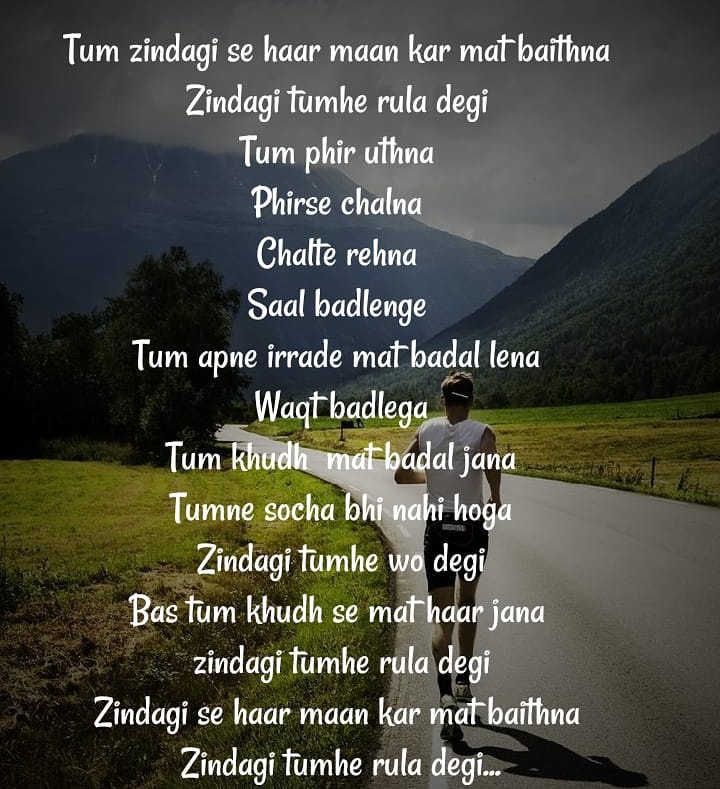 Tum zindagi se haar maan kar mat baithna
Zindagi tumhe rula degi
Tum phir uthna
Phirse chalna
Chalte rehna
Saal badlenge
Tum apne irrade mat badal lena
Waqt badlega
Tum khudh mat badal jana
Tumne socha bhi nahi hoga
Zindagi tumhe wo degi
Bas tum khudh se mat haar jana
zindagi tumhe rula degi
Zindagi se haar maan kar mat baithna
Zindagi tumhe rula degi...